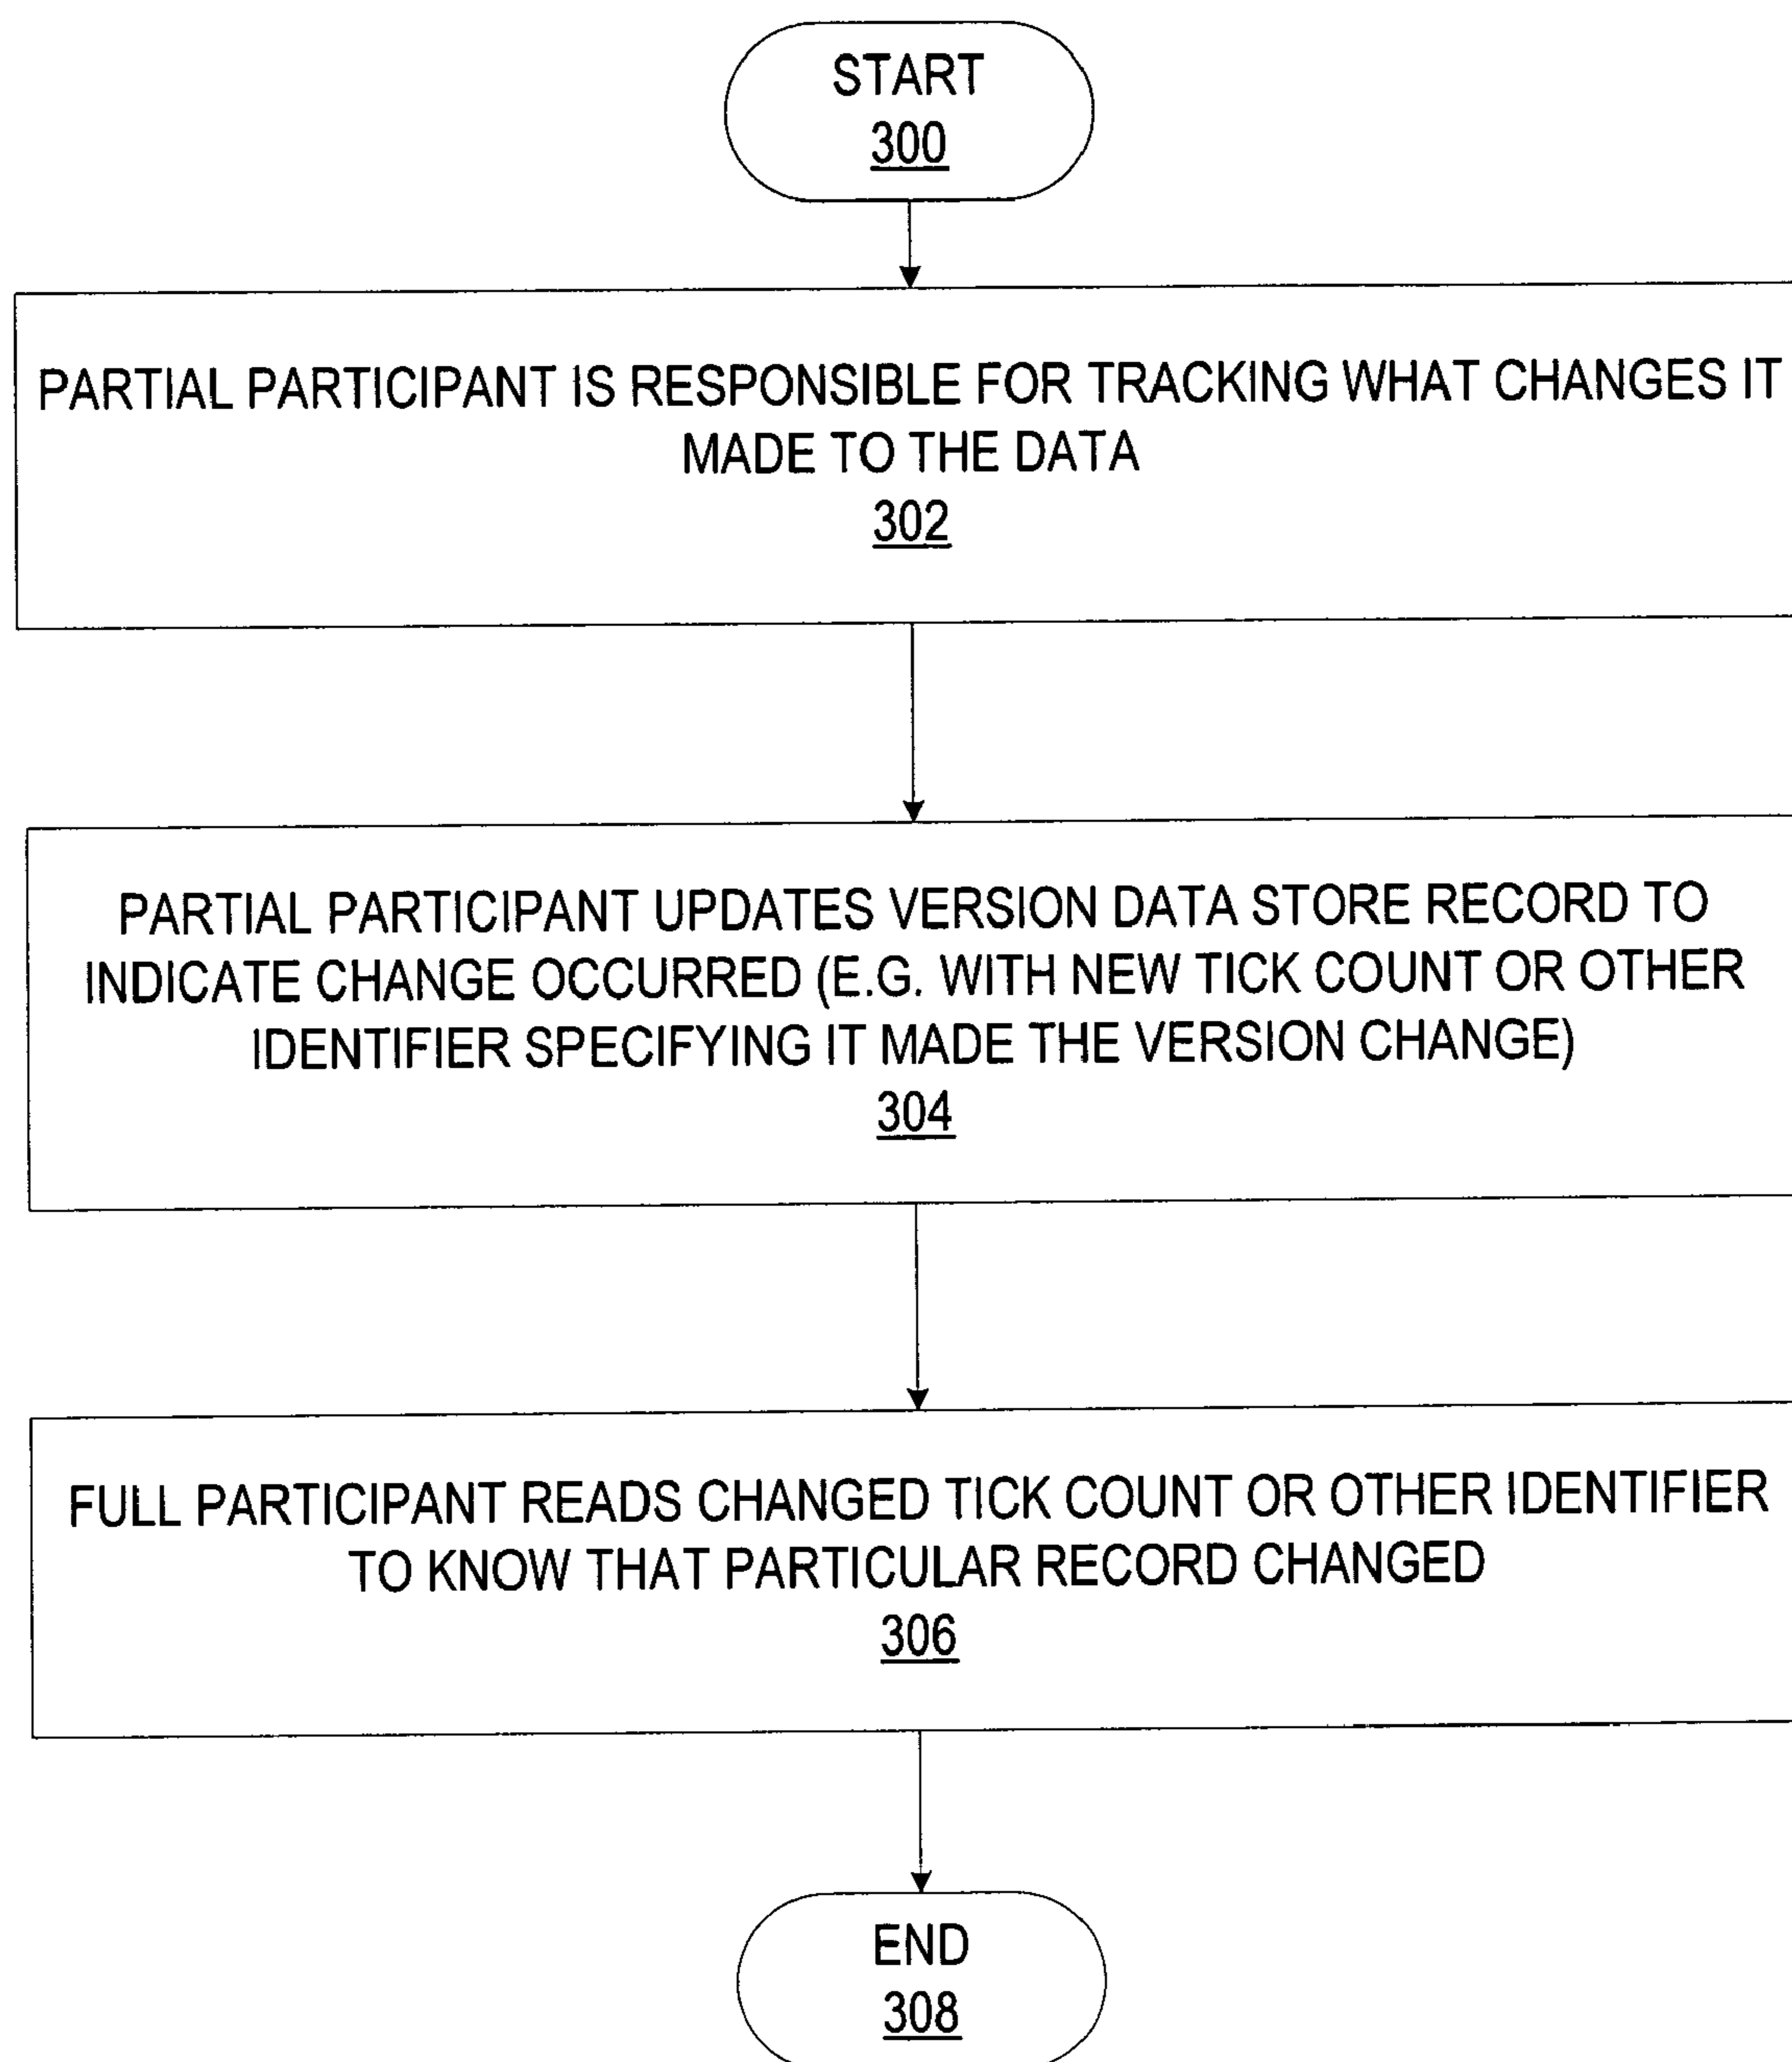 START
300
PARTIAL PARTICIPANT IS RESPONSIBLE FOR TRACKING WHAT CHANGES IT
MADE TO THE DATA
302
PARTIAL PARTICIPANT UPDATES VERSION DATA STORE RECORD TO
INDICATE CHANGE OCCURRED (E.G. WITH NEW TICK COUNT OR OTHER
IDENTIFIER SPECIFYING IT MADE THE VERSION CHANGE)
304
FULL PARTICIPANT READS CHANGED TICK COUNT OR OTHER IDENTIFIER
TO KNOW THAT PARTICULAR RECORD CHANGED
306
END
308